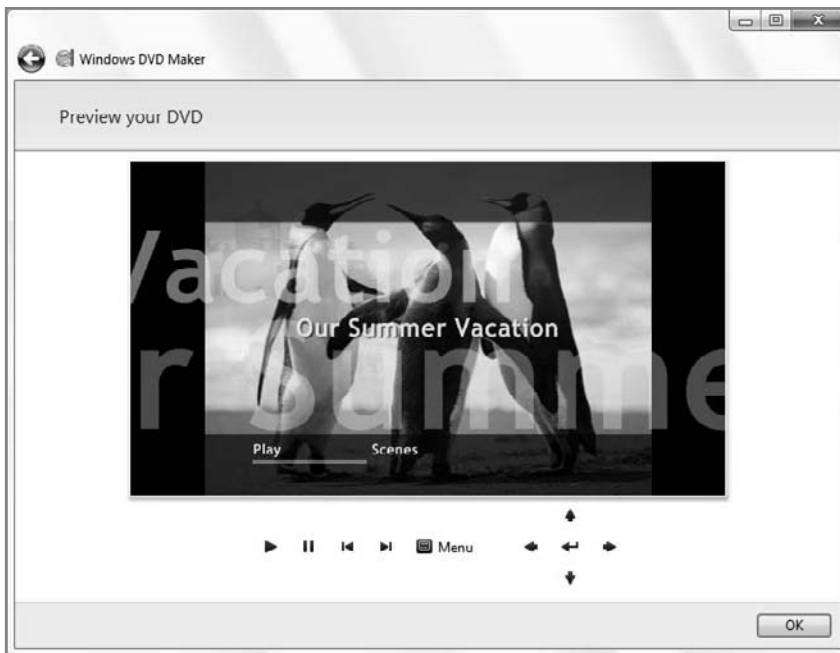 Windows DVD Maker
Preview your DVD
Vacation
Our Summer Vacation
r Summe
Play Scenes
Menu
OK